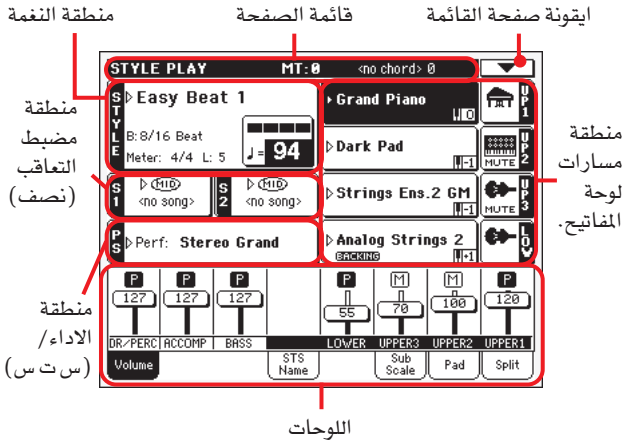 منطقة النغمة
قائمة الصفحة
ايقونة صفحة القائمة
STYLE PLAY MT:0 <no chord> 0
STYLE
Easy Beat 1
B:8/16 Beat
Meter: 4/4 L: 5
♩= 94
Grand Piano
0
UP1
Dark Pad
-1
MUTE
UP2
S1
MID
<no song>
S2
MID
<no song>
Strings Ens.2 GM
-1
MUTE
UP3
PS
Perf: Stereo Grand
Analog Strings 2
BACKING
+1
LOW
منطقة
مضبط
التعاقب
(نصف)
منطقة
مسارات
لوحة
المفاتيح.
منطقة
الاداء/
(س ت س)
P P P P M M P
127 127 127 55 70 100 120
DR/PERC ACCOMP BASS LOWER UPPER3 UPPER2 UPPER1
Volume
STS Name
Sub Scale
Pad
Split
اللوحات